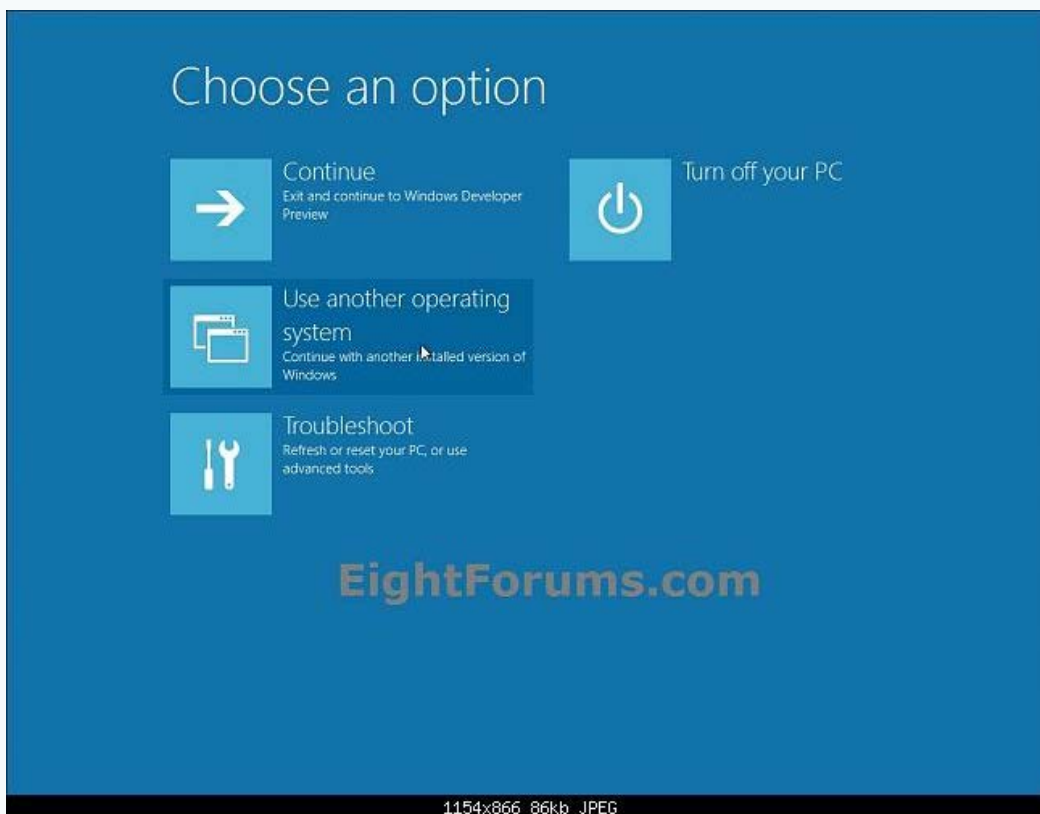 Choose an option
Continue
Exit and continue to Windows Developer
Preview
Turn off your PC
Use another operating
system
Continue with another installed version of
Windows
Troubleshoot
Refresh or reset your PC, or use
advanced tools
EightForums.com
1154x866 86kb JPEG